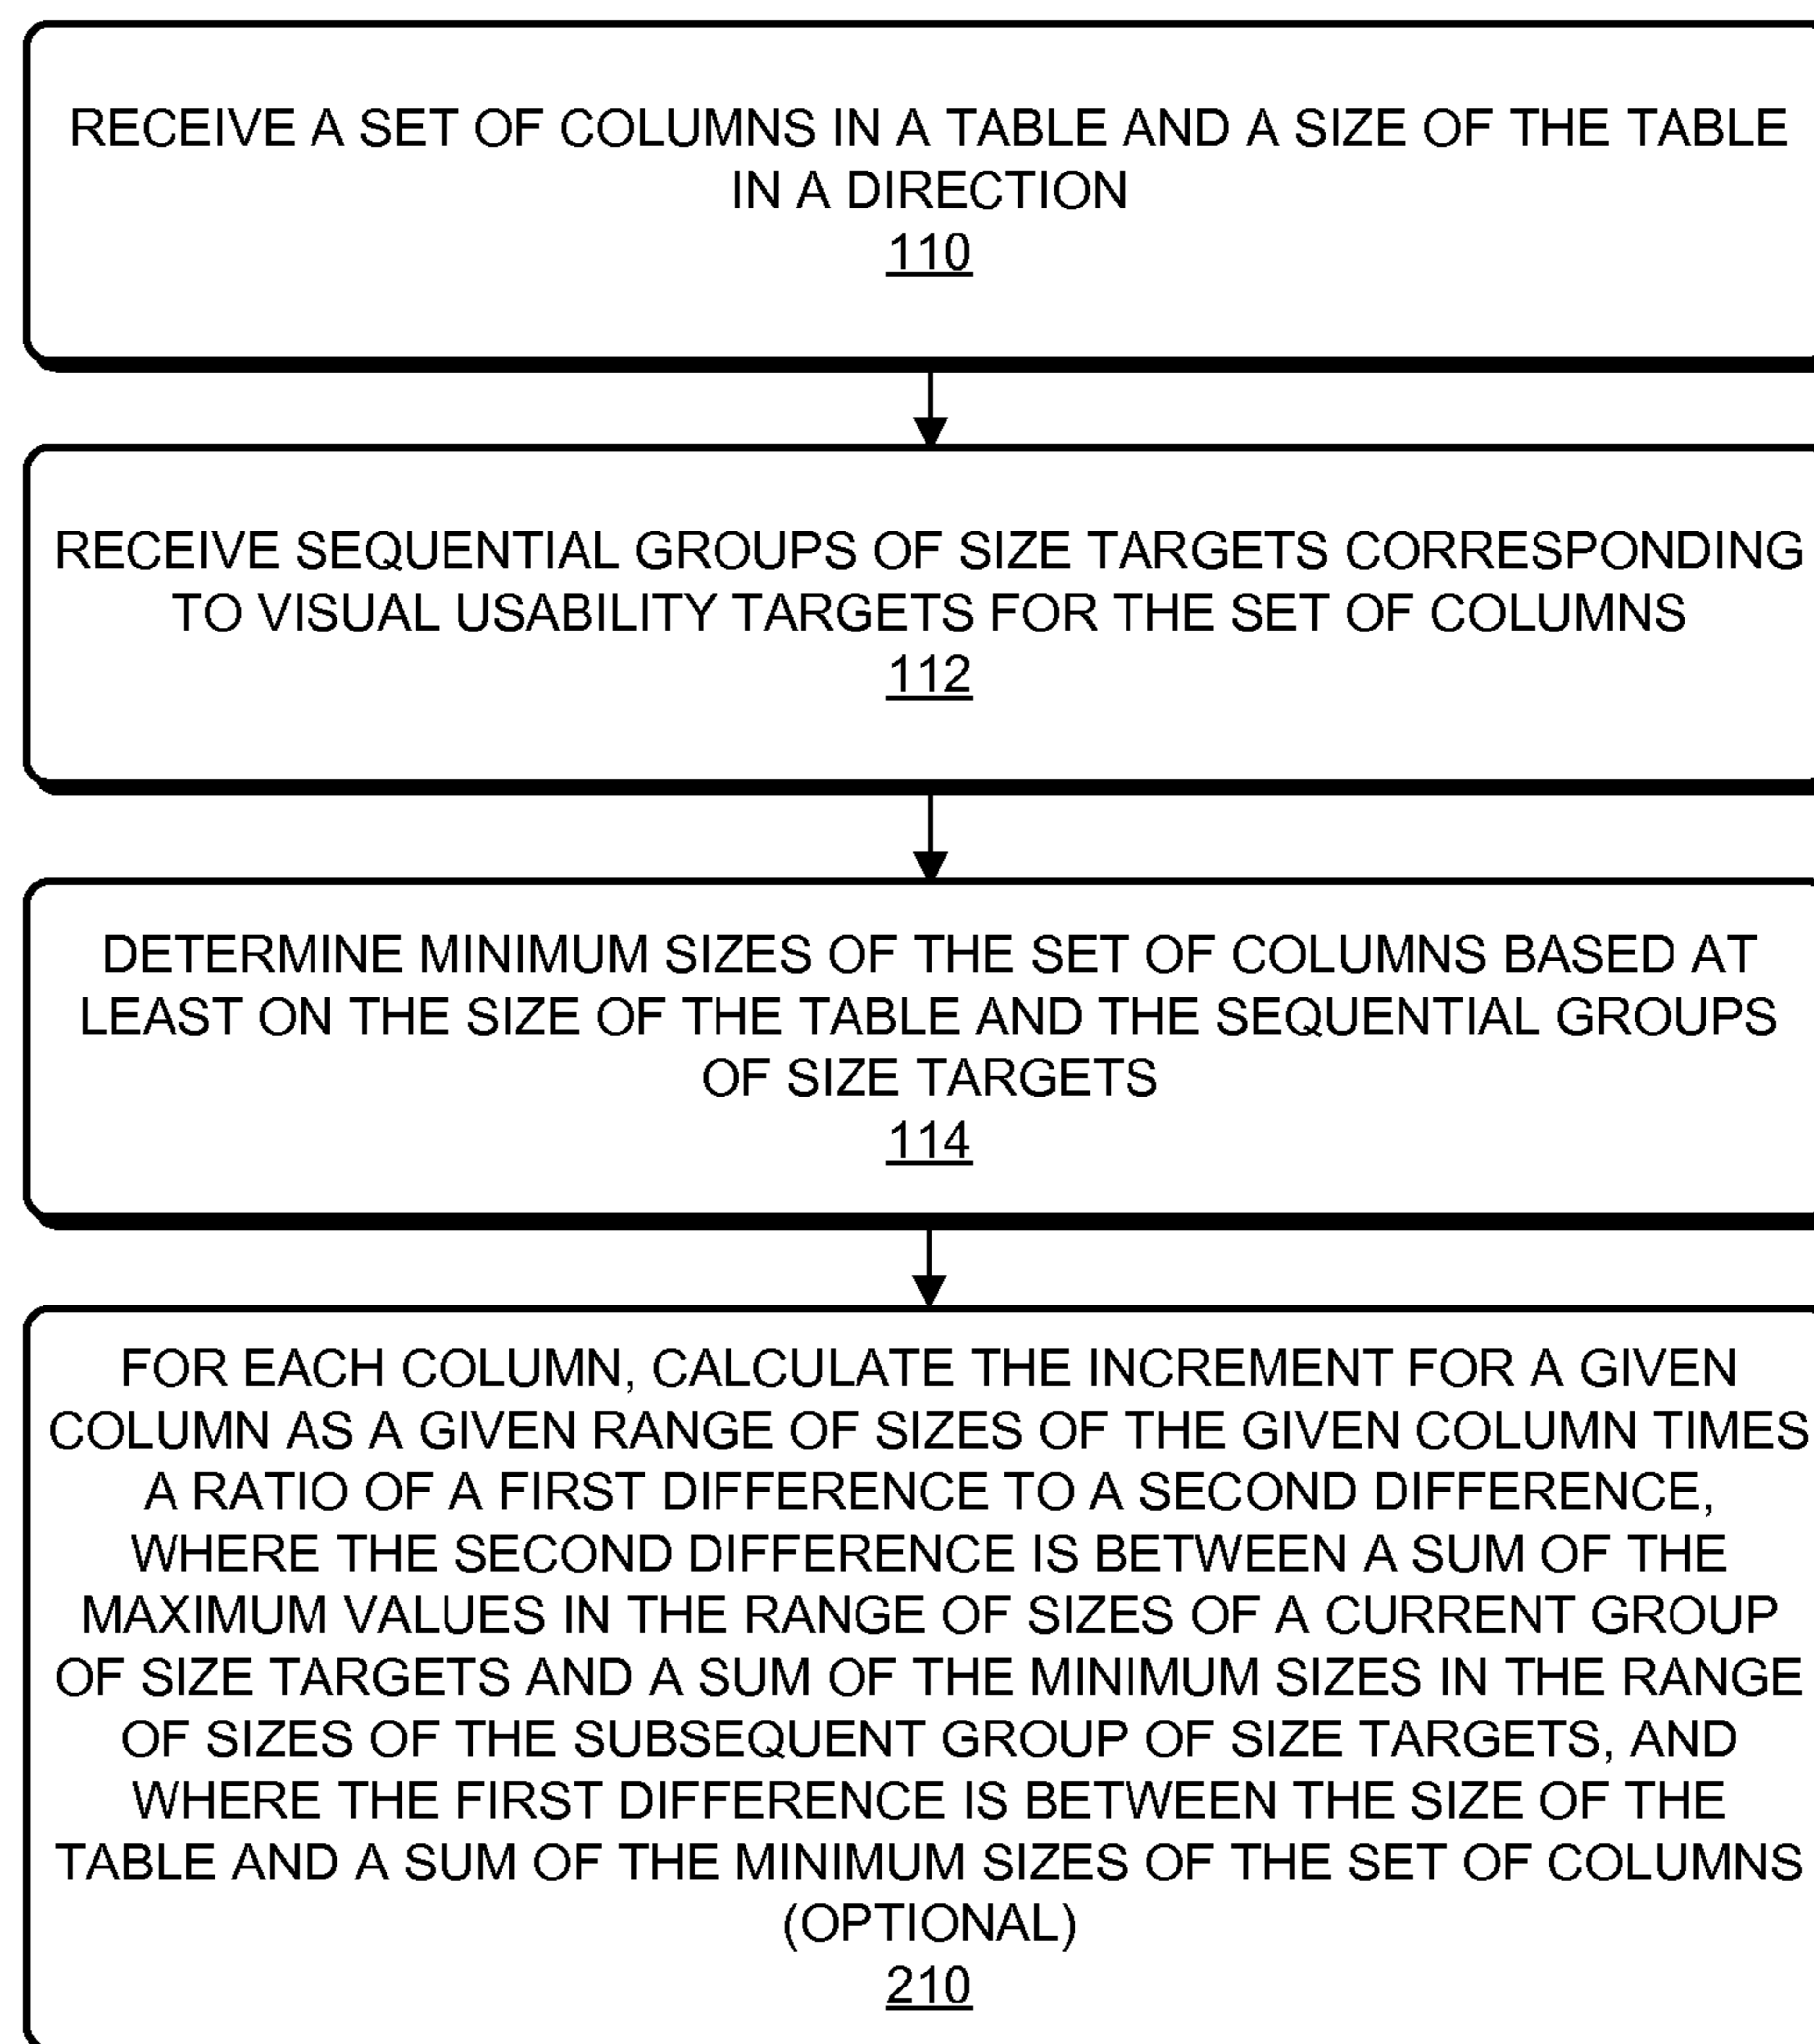 RECEIVE A SET OF COLUMNS IN A TABLE AND A SIZE OF THE TABLE
IN A DIRECTION
110
RECEIVE SEQUENTIAL GROUPS OF SIZE TARGETS CORRESPONDING
TO VISUAL USABILITY TARGETS FOR THE SET OF COLUMNS
112
DETERMINE MINIMUM SIZES OF THE SET OF COLUMNS BASED AT
LEAST ON THE SIZE OF THE TABLE AND THE SEQUENTIAL GROUPS
OF SIZE TARGETS
114
FOR EACH COLUMN, CALCULATE THE INCREMENT FOR A GIVEN
COLUMN AS A GIVEN RANGE OF SIZES OF THE GIVEN COLUMN TIMES
A RATIO OF A FIRST DIFFERENCE TO A SECOND DIFFERENCE,
WHERE THE SECOND DIFFERENCE IS BETWEEN A SUM OF THE
MAXIMUM VALUES IN THE RANGE OF SIZES OF A CURRENT GROUP
OF SIZE TARGETS AND A SUM OF THE MINIMUM SIZES IN THE RANGE
OF SIZES OF THE SUBSEQUENT GROUP OF SIZE TARGETS, AND
WHERE THE FIRST DIFFERENCE IS BETWEEN THE SIZE OF THE
TABLE AND A SUM OF THE MINIMUM SIZES OF THE SET OF COLUMNS
(OPTIONAL)
210